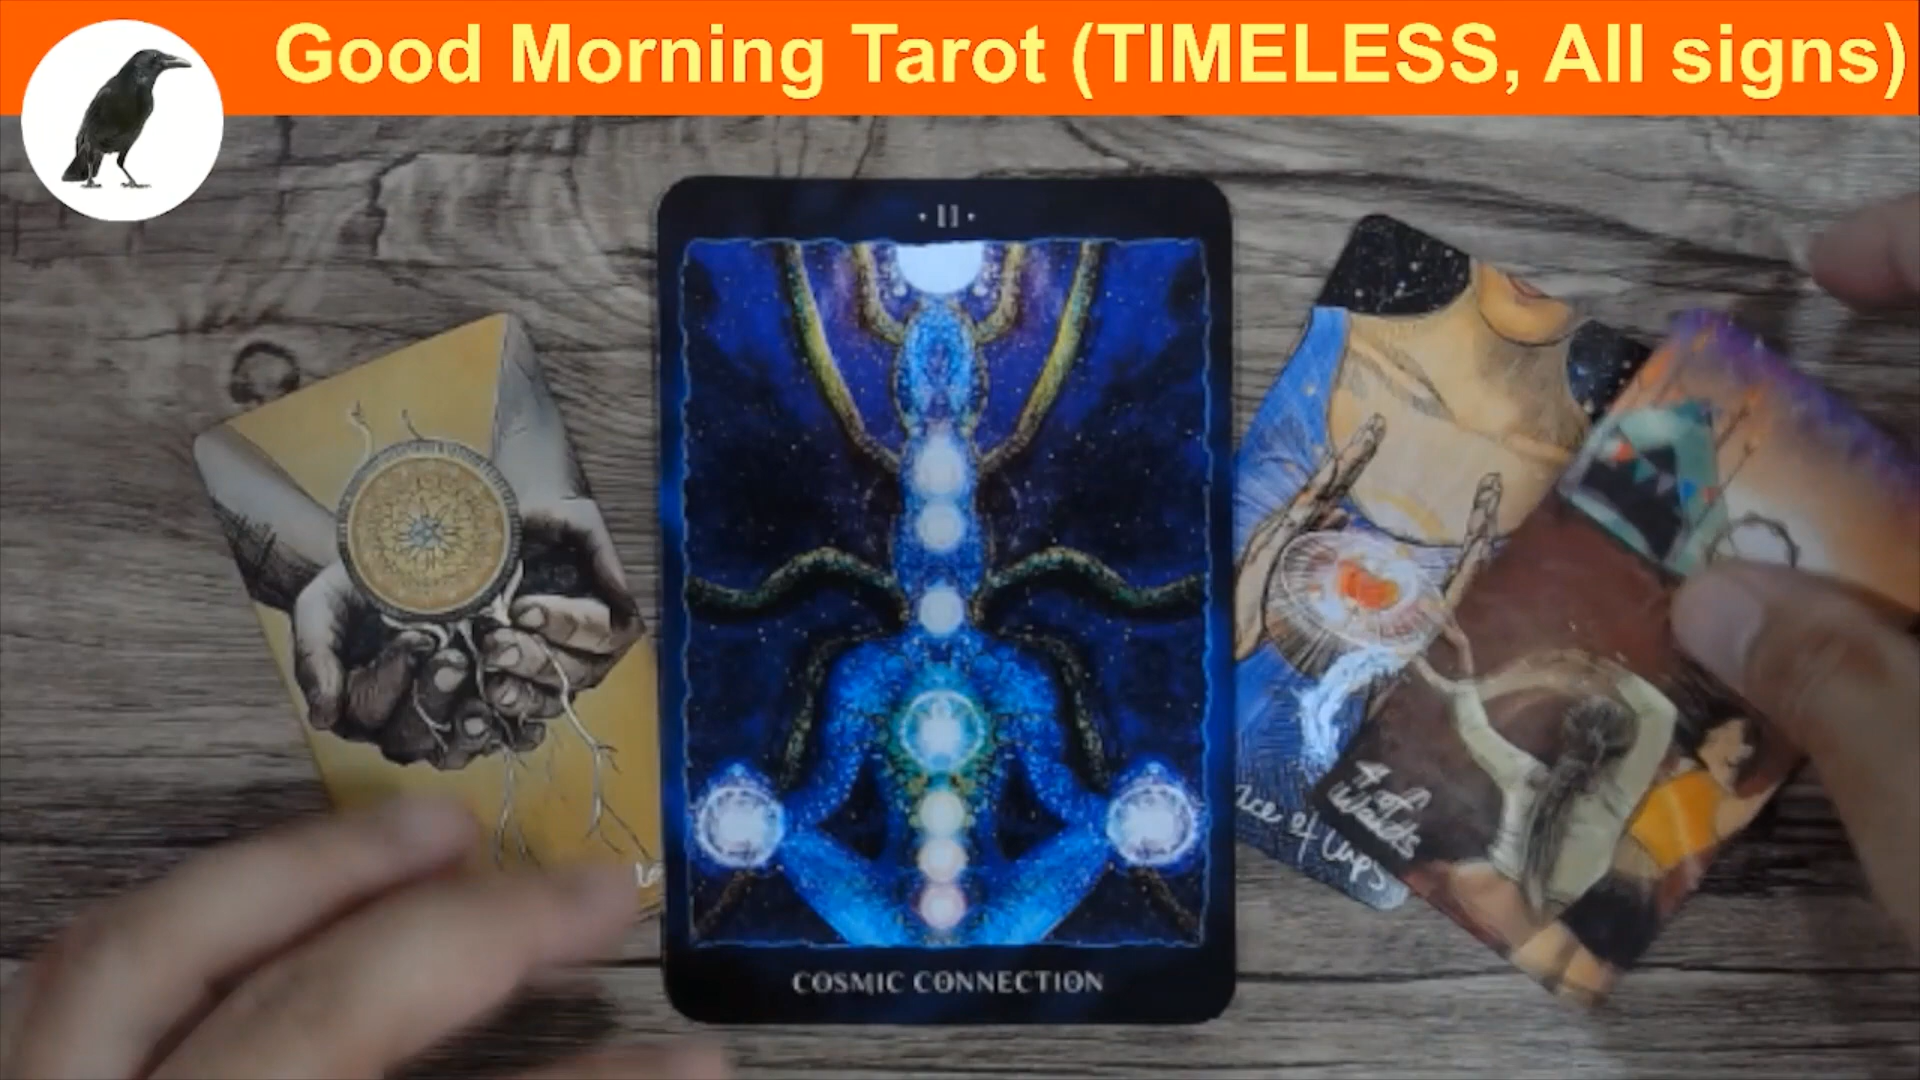 Good Morning Tarot (TIMELESS, All signs)
· II ·
COSMIC CONNECTION
4 of
Wands
ace of Cups